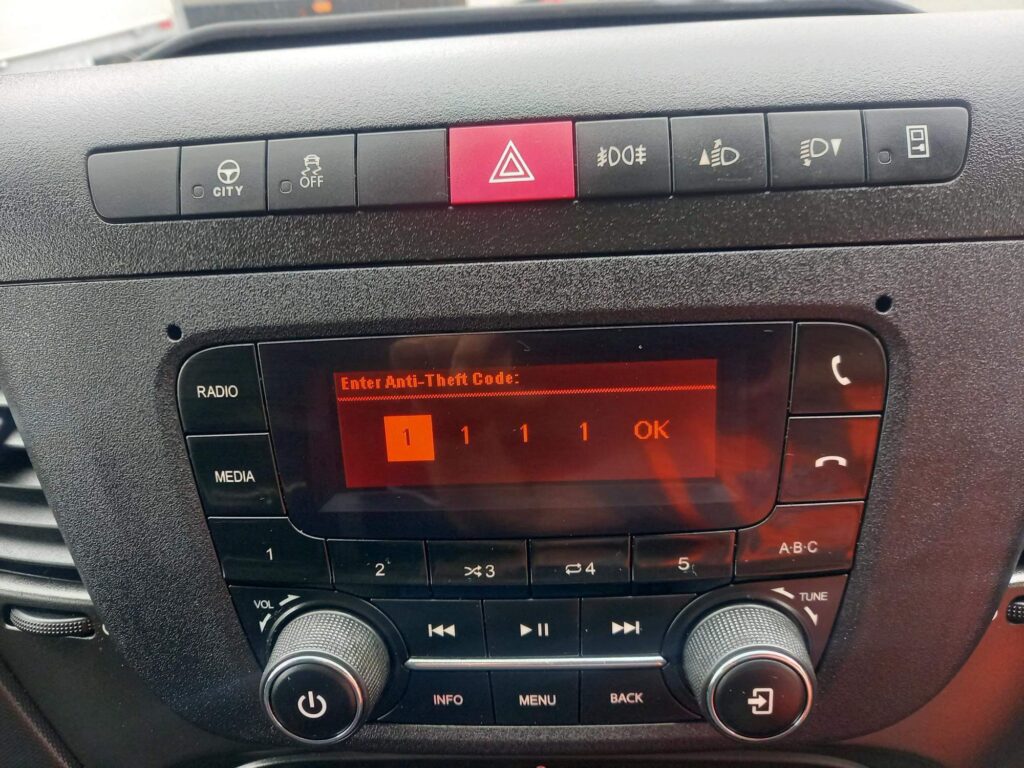 CITY
OFF
RADIO
Enter Anti-Theft Code:
1 1 1 1 OK
MEDIA
1 2 3 4 5 A·B·C
VOL
TUNE
INFO MENU BACK